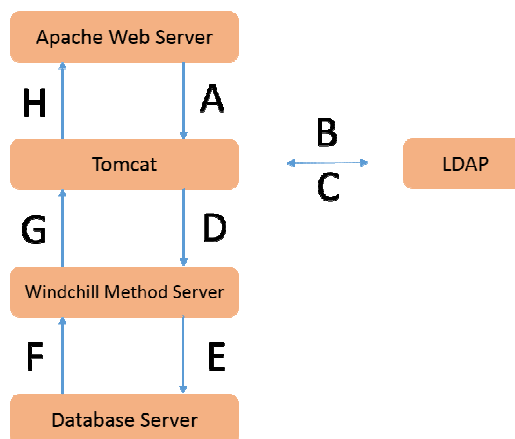 Apache Web Server
H
A
Tomcat
B
C
LDAP
G
D
Windchill Method Server
F
E
Database Server